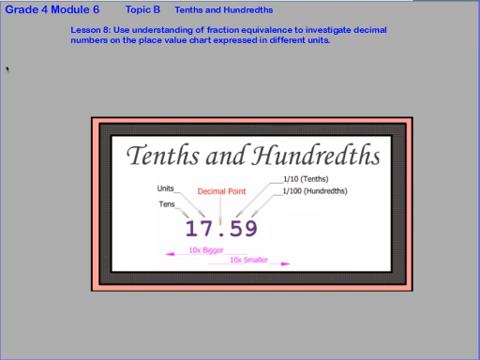 Grade 4 Module 6 Topic B Tenths and Hundredths
Lesson 8: Use understanding of fraction equivalence to investigate decimal
numbers on the place value chart expressed in different units.
Tenths and Hundredths
1/10 (Tenths)
Units Decimal Point 1/100 (Hundredths)
Tens
17.59
10x Bigger
10x Smaller